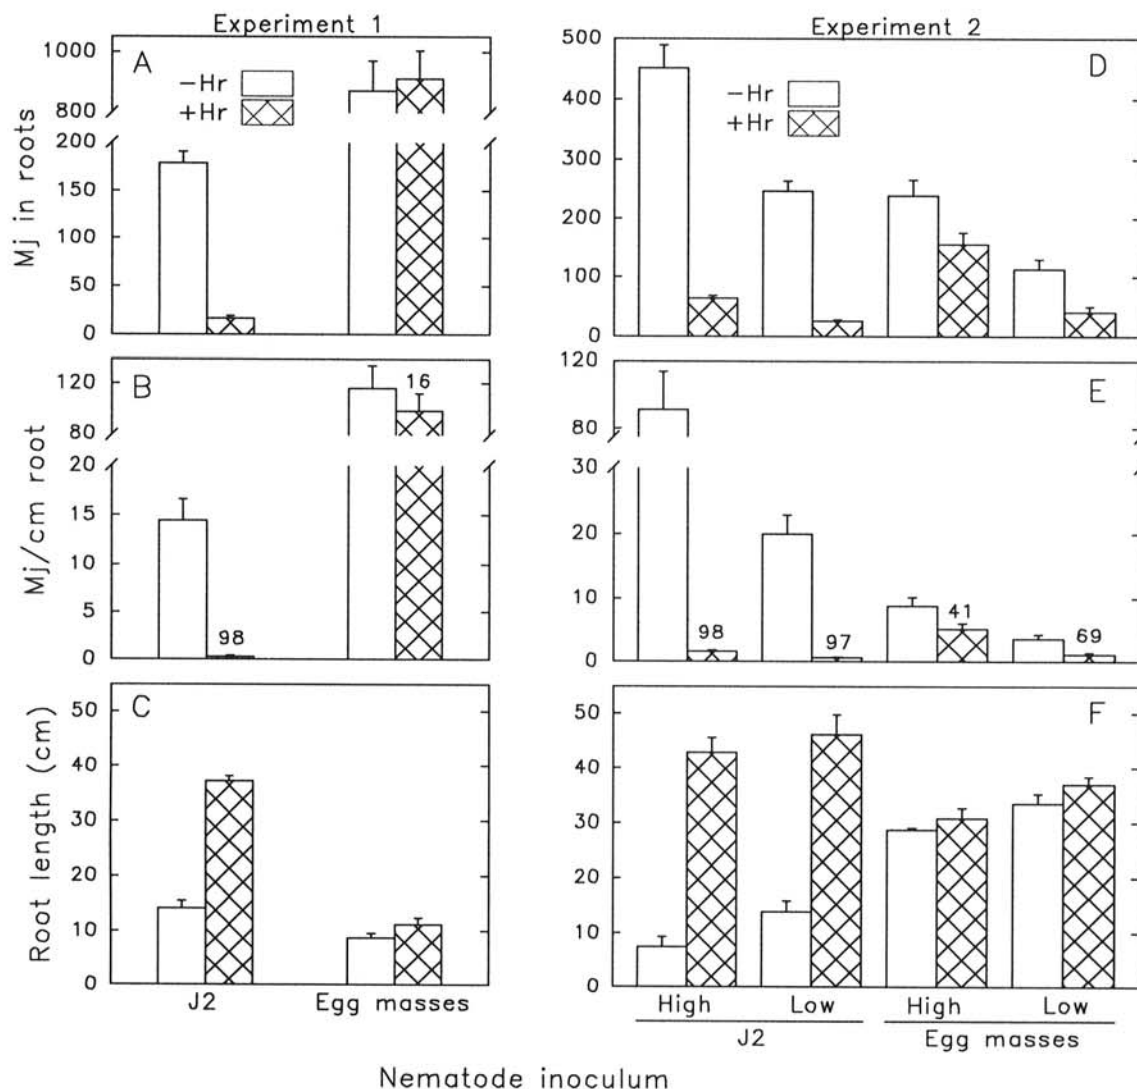 Experiment 1
A
−Hr
+Hr
Mj in roots
1000
800
200
150
100
50
0
B
Mj/cm root
120
80
20
15
10
5
0
98
16
C
Root length (cm)
50
40
30
20
10
0
J2
Egg masses
Experiment 2
D
−Hr
+Hr
500
400
300
200
100
0
E
120
80
30
20
10
0
98
97
41
69
F
50
40
30
20
10
0
High
Low
High
Low
J2
Egg masses
Nematode inoculum